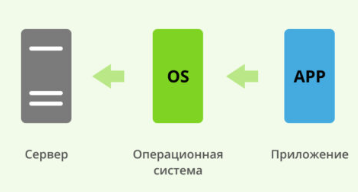 OS
APP
Сервер
Операционная
система
Приложение